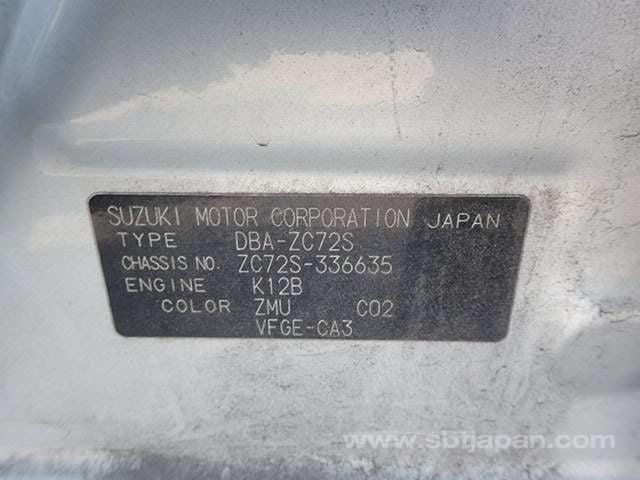 SUZUKI MOTOR CORPORATION JAPAN
TYPE DBA-ZC72S
CHASSIS NO. ZC72S-336635
ENGINE K12B
COLOR ZMU C02
VFGE-CA3
www.sbtjapan.com